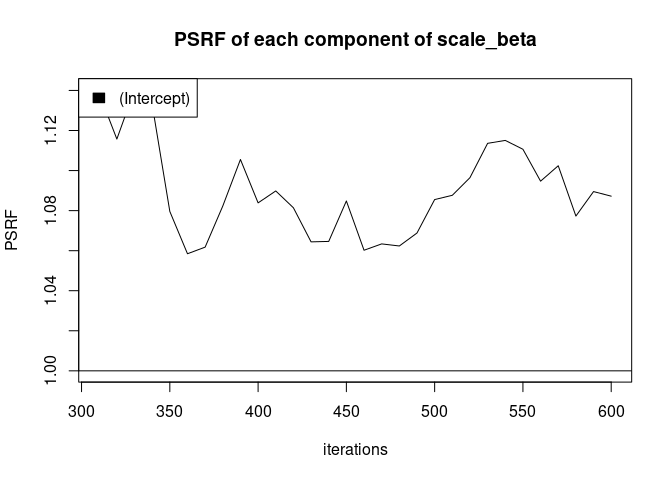 PSRF of each component of scale_beta
(Intercept)
PSRF
1.12
1.08
1.04
1.00
300 350 400 450 500 550 600
iterations